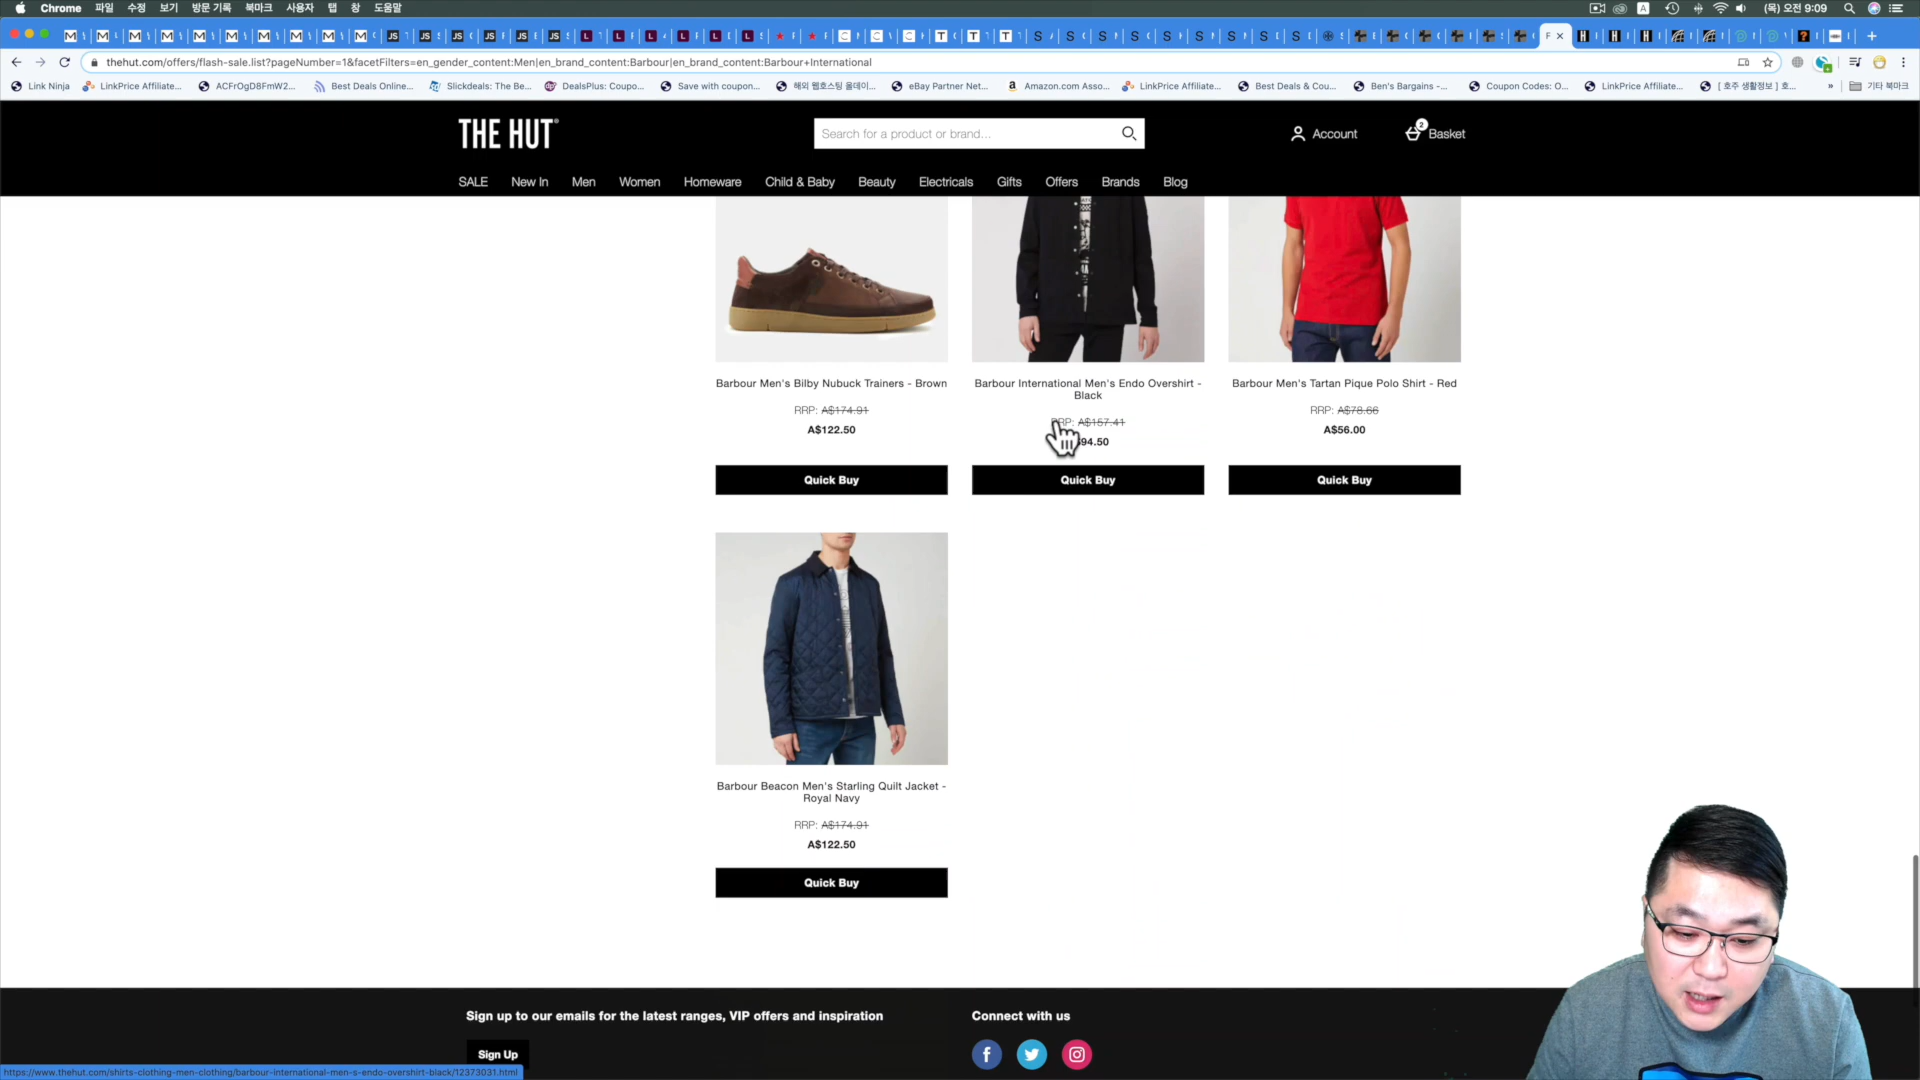 Chrome 파일 수정 보기 방문 기록 북마크 사용자 탭 창 도움말
(목) 오전 9:09
thehut.com/offers/flash-sale.list?pageNumber=1&facetFilters=en_gender_content:Men|en_brand_content:Barbour|en_brand_content:Barbour+International
Link Ninja LinkPrice Affiliate... ACFrOgD8FmW2... Best Deals Online... Slickdeals: The Be... DealsPlus: Coupo... Save with coupon... 해외 웹호스팅 올데이... eBay Partner Net... Amazon.com Asso... LinkPrice Affiliate... Best Deals & Cou... Ben's Bargains -... Coupon Codes: O... LinkPrice Affiliate... [ 호주 생활정보 ] 호... » 기타 북마크
THE HUT
Search for a product or brand...
Account
2
Basket
SALE New In Men Women Homeware Child & Baby Beauty Electricals Gifts Offers Brands Blog
Barbour Men's Bilby Nubuck Trainers - Brown
RRP: A$174.91
A$122.50
Quick Buy
Barbour International Men's Endo Overshirt -
Black
A$157.41
$94.50
Quick Buy
Barbour Men's Tartan Pique Polo Shirt - Red
RRP: A$78.66
A$56.00
Quick Buy
Barbour Beacon Men's Starling Quilt Jacket -
Royal Navy
RRP: A$174.91
A$122.50
Quick Buy
Sign up to our emails for the latest ranges, VIP offers and inspiration
Sign Up
Connect with us
https://www.thehut.com/shirts-clothing-men-clothing/barbour-international-men-s-endo-overshirt-black/12373031.html